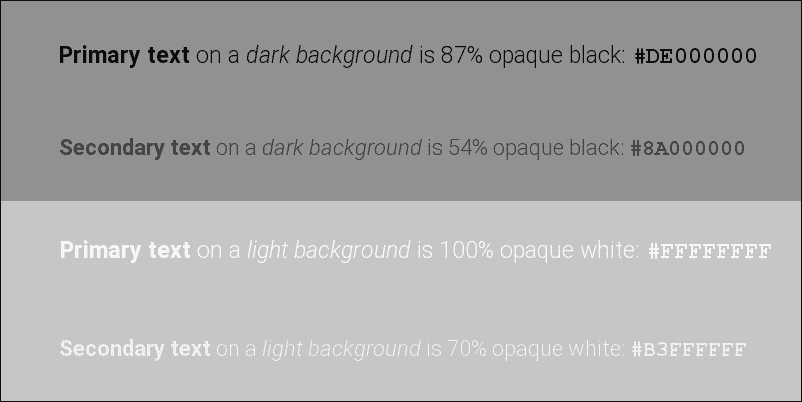 Primary text on a dark background is 87% opaque black: #DE000000
Secondary text on a dark background is 54% opaque black: #8A000000
Primary text on a light background is 100% opaque white: #FFFFFFFF
Secondary text on a light background is 70% opaque white: #B3FFFFFF